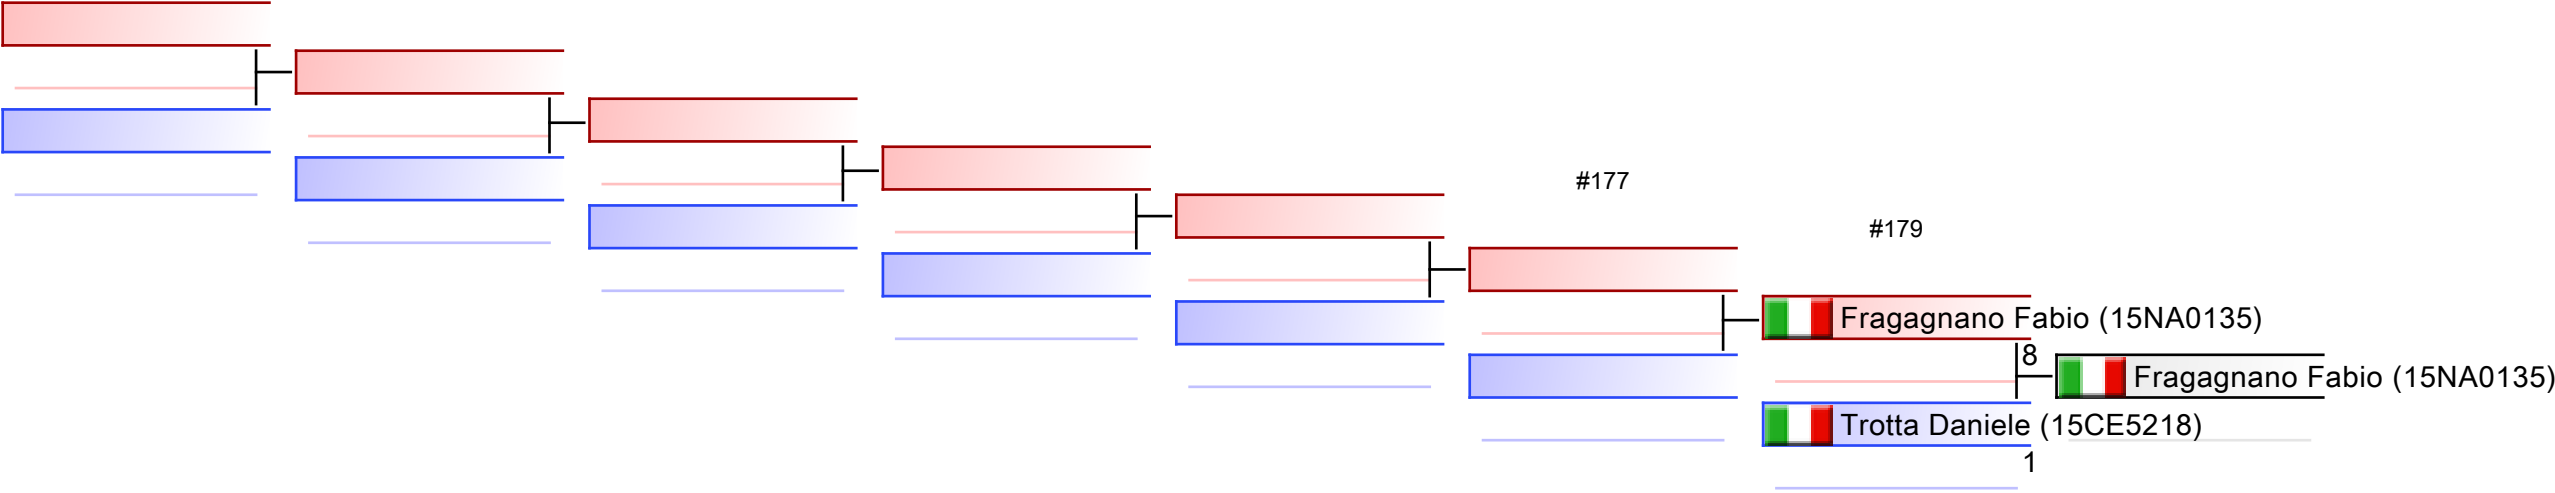 #177
#179
Fragagnano Fabio (15NA0135)
8
Fragagnano Fabio (15NA0135)
Trotta Daniele (15CE5218)
1